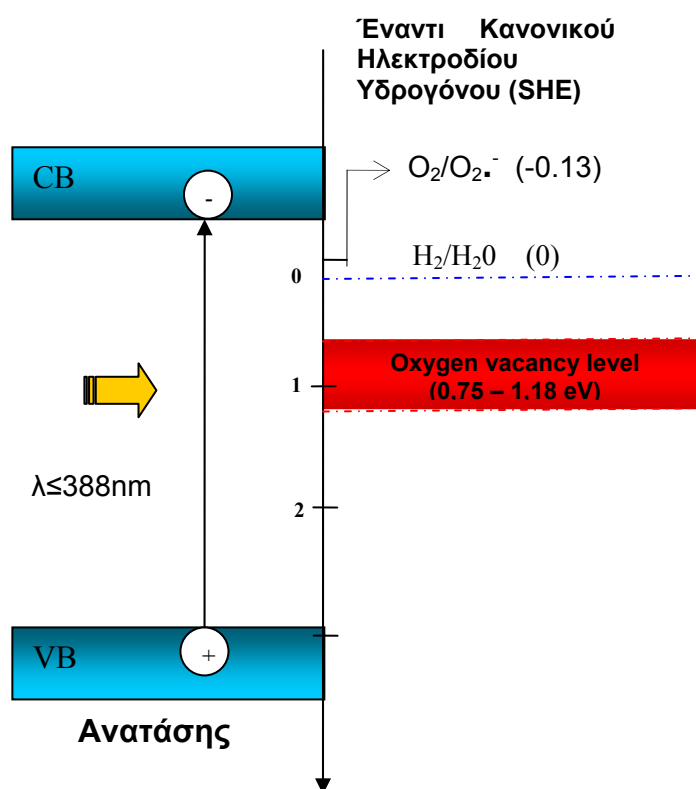 Έναντι Κανονικού
Ηλεκτροδίου
Υδρογόνου (SHE)
CB
-
O₂/O₂.⁻ (-0.13)
H₂/H₂0 (0)
0
Oxygen vacancy level
(0,75 – 1,18 eV)
1
λ≤388nm
2
VB
+
Ανατάσης